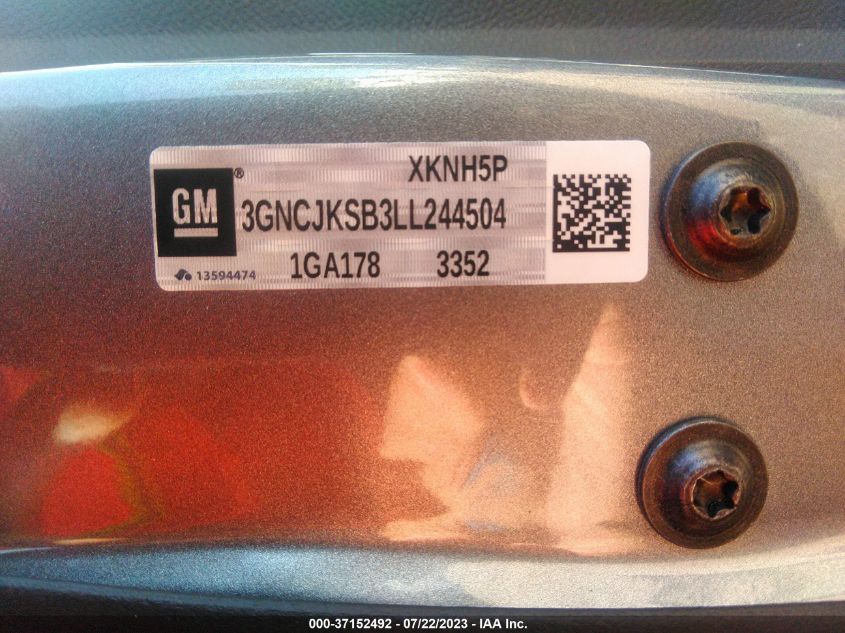 XKNH5P
GM®
3GNCJKSB3LL244504
13594474
1GA178 3352
000-37152492 - 07/22/2023 - IAA Inc.